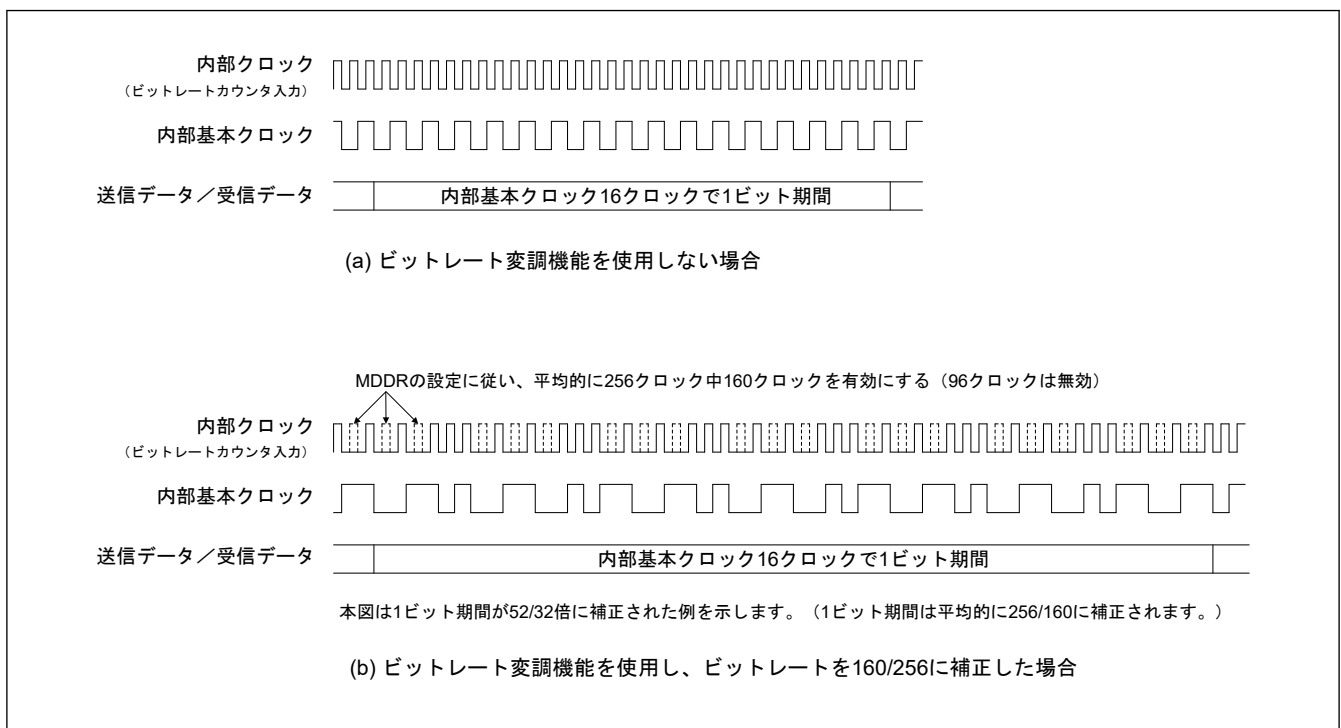 内部クロック
（ビットレートカウンタ入力）
内部基本クロック
送信データ／受信データ
内部基本クロック16クロックで1ビット期間
(a) ビットレート変調機能を使用しない場合
MDDRの設定に従い、平均的に256クロック中160クロックを有効にする（96クロックは無効）
内部クロック
（ビットレートカウンタ入力）
内部基本クロック
送信データ／受信データ
内部基本クロック16クロックで1ビット期間
本図は1ビット期間が52/32倍に補正された例を示します。（1ビット期間は平均的に256/160に補正されます。）
(b) ビットレート変調機能を使用し、ビットレートを160/256に補正した場合